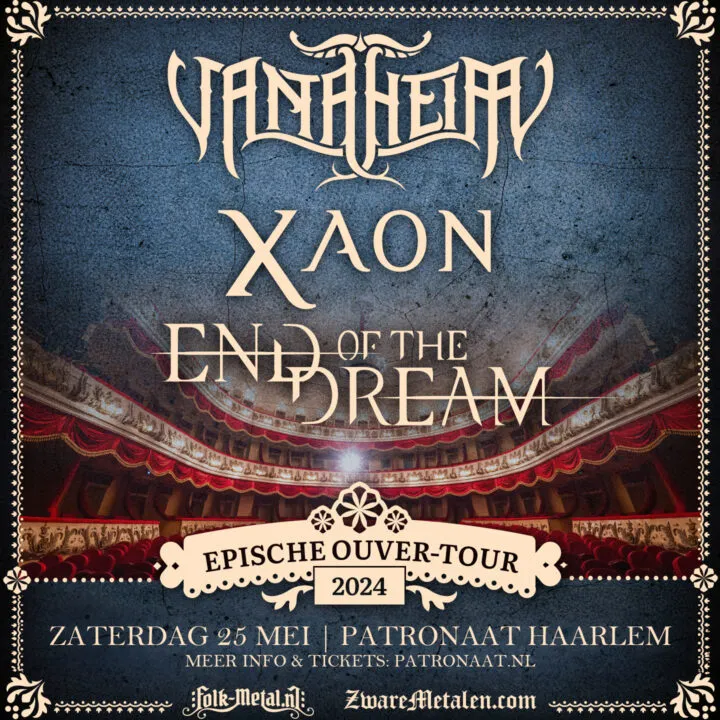 VANAHEIM
XAON
END OF THE
DREAM
EPISCHE OUVER-TOUR
2024
ZATERDAG 25 MEI | PATRONAAT HAARLEM
MEER INFO & TICKETS: PATRONAAT.NL
Folk-Metal.nl ZwareMetalen.com